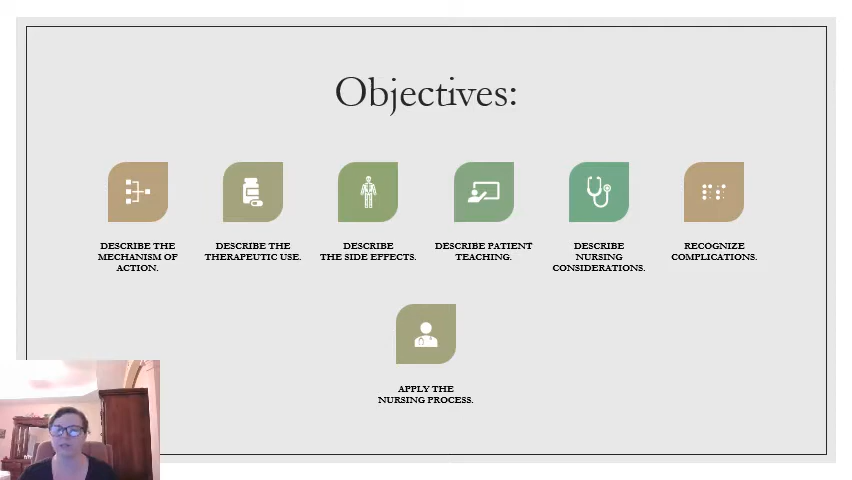 Objectives:
DESCRIBE THE
MECHANISM OF
ACTION.
DESCRIBE THE
THERAPEUTIC USE.
DESCRIBE
THE SIDE EFFECTS.
DESCRIBE PATIENT
TEACHING.
DESCRIBE
NURSING
CONSIDERATIONS.
RECOGNIZE
COMPLICATIONS.
APPLY THE
NURSING PROCESS.